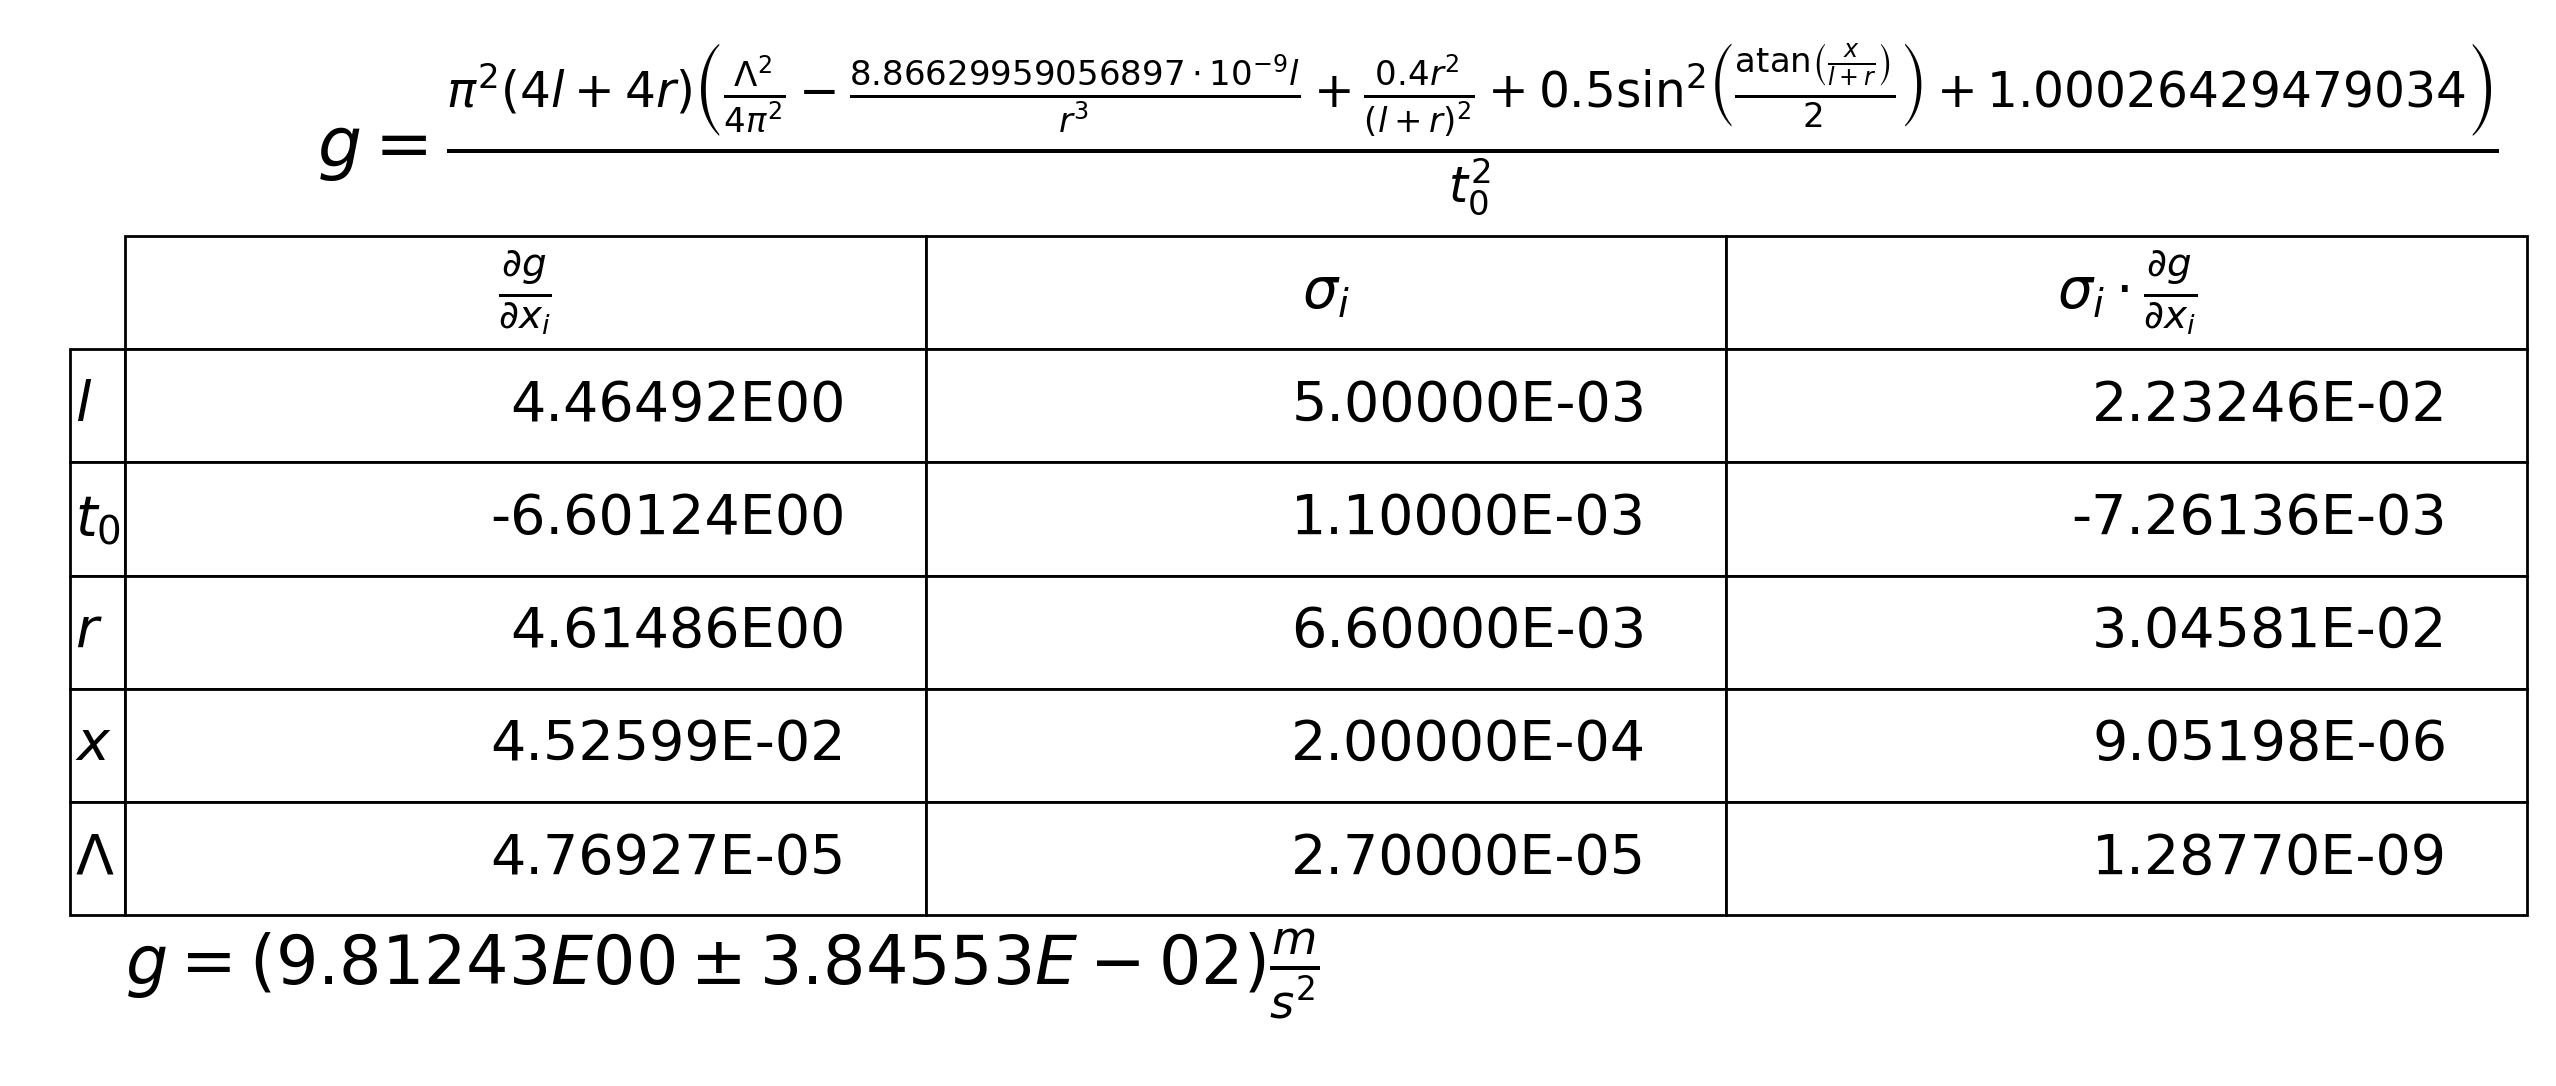 g = \frac{\pi^2(4l+4r)\left(\frac{\Lambda^2}{4\pi^2} - \frac{8.86629959056897 \cdot 10^{-9}l}{r^3} + \frac{0.4r^2}{(l+r)^2} + 0.5\sin^2\left(\frac{\operatorname{atan}\left(\frac{x}{l+r}\right)}{2}\right) + 1.00026429479034\right)}{t_0^2}
\frac{\partial g}{\partial x_i} \sigma_i \sigma_i \cdot \frac{\partial g}{\partial x_i}
l 4.46492E00 5.00000E-03 2.23246E-02
t_0 -6.60124E00 1.10000E-03 -7.26136E-03
r 4.61486E00 6.60000E-03 3.04581E-02
x 4.52599E-02 2.00000E-04 9.05198E-06
Λ 4.76927E-05 2.70000E-05 1.28770E-09
g = (9.81243E00 ± 3.84553E − 02)\frac{m}{s^2}